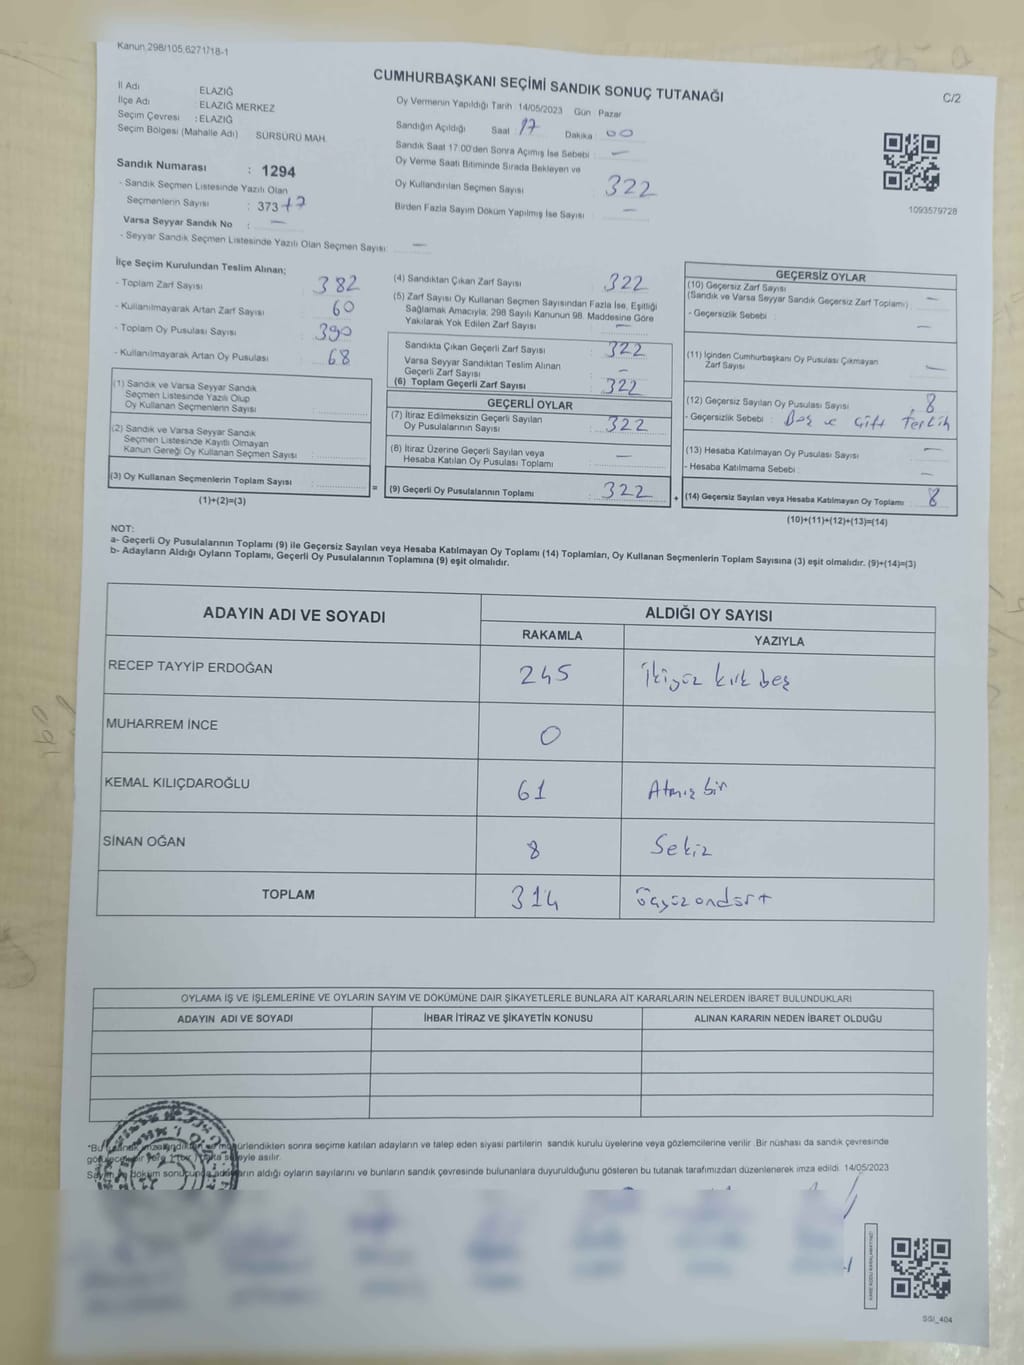 Kanun 298/105,6271/18-1
CUMHURBAŞKANI SEÇİMİ SANDIK SONUÇ TUTANAĞI
C/2
İl Adı ELAZIĞ
İlçe Adı ELAZIĞ MERKEZ
Seçim Çevresi : ELAZIĞ
Seçim Bölgesi (Mahalle Adı) SÜRSÜRÜ MAH.
Oy Vermenin Yapıldığı Tarih : 14/05/2023 Gün Pazar
Sandığın Açıldığı Saat : 17 Dakika : 00
Sandık Saat 17:00'den Sonra Açılmış İse Sebebi : —
Oy Verme Saati Bitiminde Sırada Bekleyen ve
Oy Kullandırılan Seçmen Sayısı 322
Birden Fazla Sayım Döküm Yapılmış İse Sayısı —
1093579728
Sandık Numarası : 1294
- Sandık Seçmen Listesinde Yazılı Olan
Seçmenlerin Sayısı : 373 +7
Varsa Seyyar Sandık No : —
- Seyyar Sandık Seçmen Listesinde Yazılı Olan Seçmen Sayısı: —
İlçe Seçim Kurulundan Teslim Alınan;
- Toplam Zarf Sayısı : 382
- Kullanılmayarak Artan Zarf Sayısı : 60
- Toplam Oy Pusulası Sayısı : 390
- Kullanılmayarak Artan Oy Pusulası : 68
(1) Sandık ve Varsa Seyyar Sandık
Seçmen Listesinde Yazılı Olup
Oy Kullanan Seçmenlerin Sayısı :
(2) Sandık ve Varsa Seyyar Sandık
Seçmen Listesinde Kayıtlı Olmayan
Kanun Gereği Oy Kullanan Seçmen Sayısı :
(3) Oy Kullanan Seçmenlerin Toplam Sayısı :
(1)+(2)=(3)
(4) Sandıktan Çıkan Zarf Sayısı : 322
(5) Zarf Sayısı Oy Kullanan Seçmen Sayısından Fazla İse, Eşitliği
Sağlamak Amacıyla, 298 Sayılı Kanunun 98. Maddesine Göre
Yakılarak Yok Edilen Zarf Sayısı : —
Sandıkta Çıkan Geçerli Zarf Sayısı : 322
Varsa Seyyar Sandıktan Teslim Alınan
Geçerli Zarf Sayısı : —
(6) Toplam Geçerli Zarf Sayısı : 322
GEÇERLİ OYLAR
(7) İtiraz Edilmeksizin Geçerli Sayılan
Oy Pusulalarının Sayısı : 322
(8) İtiraz Üzerine Geçerli Sayılan veya
Hesaba Katılan Oy Pusulası Toplamı : —
= (9) Geçerli Oy Pusulalarının Toplamı : 322 +
GEÇERSİZ OYLAR
(10) Geçersiz Zarf Sayısı
(Sandık ve Varsa Seyyar Sandık Geçersiz Zarf Toplamı) : —
- Geçersizlik Sebebi : —
(11) İçinden Cumhurbaşkanı Oy Pusulası Çıkmayan
Zarf Sayısı : —
(12) Geçersiz Sayılan Oy Pusulası Sayısı : 8
- Geçersizlik Sebebi : Boş ve Çift Tercih
(13) Hesaba Katılmayan Oy Pusulası Sayısı : —
- Hesaba Katılmama Sebebi : —
(14) Geçersiz Sayılan veya Hesaba Katılmayan Oy Toplamı : 8
(10)+(11)+(12)+(13)=(14)
NOT:
a- Geçerli Oy Pusulalarının Toplamı (9) ile Geçersiz Sayılan veya Hesaba Katılmayan Oy Toplamı (14) Toplamları, Oy Kullanan Seçmenlerin Toplam Sayısına (3) eşit olmalıdır. (9)+(14)=(3)
b- Adayların Aldığı Oyların Toplamı, Geçerli Oy Pusulalarının Toplamına (9) eşit olmalıdır.
ADAYIN ADI VE SOYADI ALDIĞI OY SAYISI
RAKAMLA YAZIYLA
RECEP TAYYİP ERDOĞAN 245 İkiyüz kırk beş
MUHARREM İNCE 0
KEMAL KILIÇDAROĞLU 61 Atmış bir
SİNAN OĞAN 8 Sekiz
TOPLAM 314 üçyüz ondört
OYLAMA İŞ VE İŞLEMLERİNE VE OYLARIN SAYIM VE DÖKÜMÜNE DAİR ŞİKAYETLERLE BUNLARA AİT KARARLARIN NELERDEN İBARET BULUNDUKLARI
ADAYIN ADI VE SOYADI İHBAR İTİRAZ VE ŞİKAYETİN KONUSU ALINAN KARARIN NEDEN İBARET OLDUĞU
"Bu mühürlendikten sonra seçime katılan adayların ve talep eden siyasi partilerin sandık kurulu üyelerine veya gözlemcilerine verilir .Bir nüshası da sandık çevresinde
asılır.
döküm aldığı oyların sayılarını ve bunların sandık çevresinde bulunanlara duyurulduğunu gösteren bu tutanak tarafımızdan düzenlenerek imza edildi. 14/05/2023
SGI_404